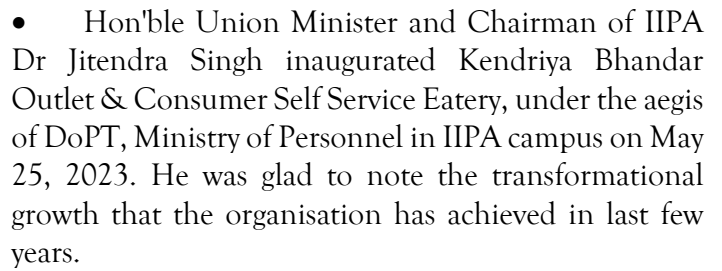 • Hon'ble Union Minister and Chairman of IIPA
Dr Jitendra Singh inaugurated Kendriya Bhandar
Outlet & Consumer Self Service Eatery, under the aegis
of DoPT, Ministry of Personnel in IIPA campus on May
25, 2023. He was glad to note the transformational
growth that the organisation has achieved in last few
years.